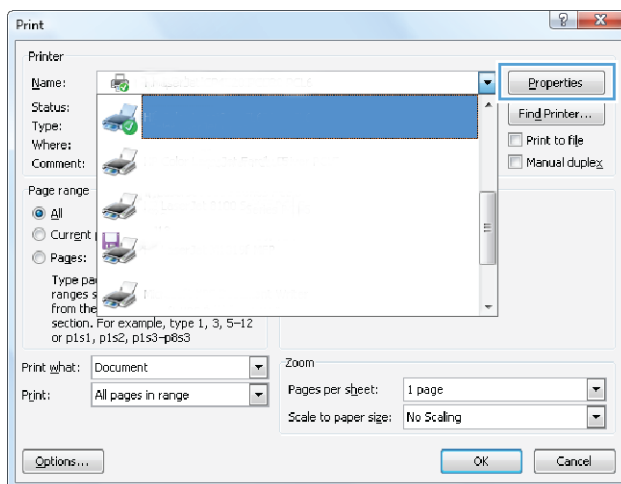 Print
Printer
Name:
Properties
Status:
Find Printer...
Type:
Where:
Print to file
Comment:
Manual duplex
Page range
All
Current
Pages:
Type pa
ranges s
from the
section. For example, type 1, 3, 5–12
or p1s1, p1s2, p1s3–p8s3
Print what: Document
Print: All pages in range
Zoom
Pages per sheet: 1 page
Scale to paper size: No Scaling
Options...
OK
Cancel